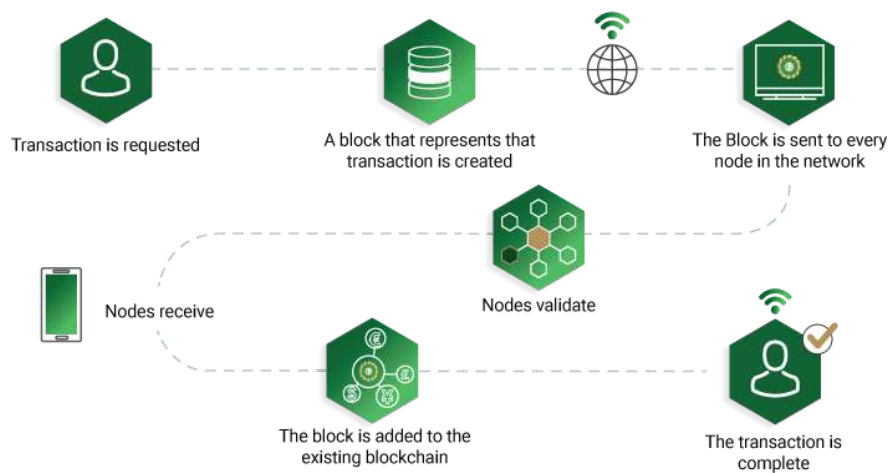 Transaction is requested
A block that represents that
transaction is created
The Block is sent to every
node in the network
Nodes validate
Nodes receive
The block is added to the
existing blockchain
The transaction is
complete